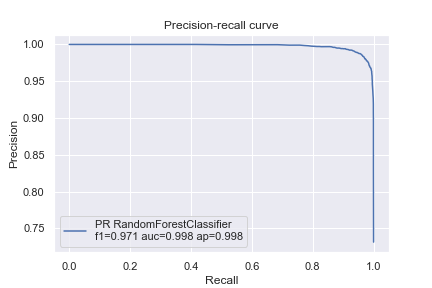 Precision-recall curve
1.00
0.95
0.90
0.85
0.80
0.75
Precision
PR RandomForestClassifier
f1=0.971 auc=0.998 ap=0.998
0.0 0.2 0.4 0.6 0.8 1.0
Recall